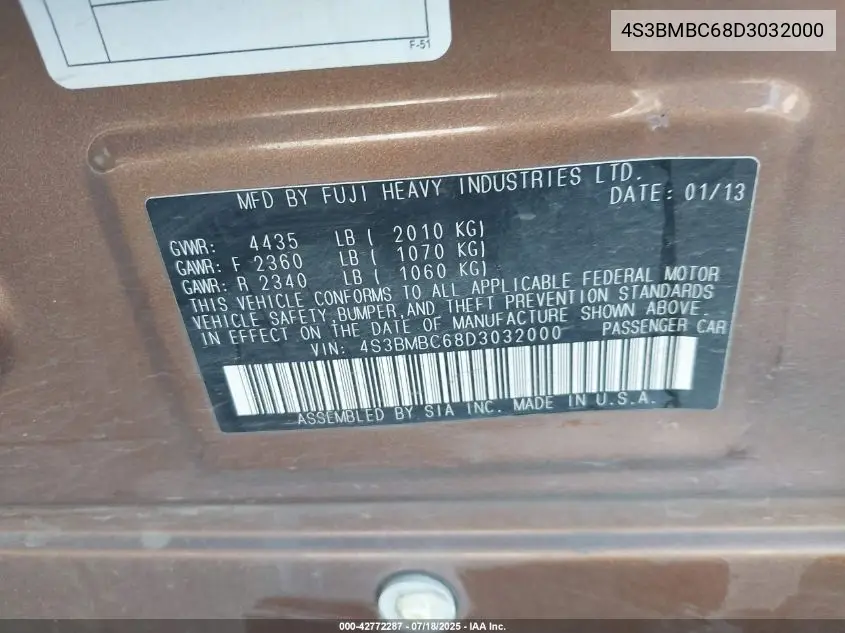 F-51
4S3BMBC68D3032000
MFD BY FUJI HEAVY INDUSTRIES LTD.
DATE: 01/13
GVWR: 4435 LB ( 2010 KG)
GAWR: F 2360 LB ( 1070 KG)
GAWR: R 2340 LB ( 1060 KG)
THIS VEHICLE CONFORMS TO ALL APPLICABLE FEDERAL MOTOR
VEHICLE SAFETY, BUMPER, AND THEFT PREVENTION STANDARDS
IN EFFECT ON THE DATE OF MANUFACTURE SHOWN ABOVE.
VIN: 4S3BMBC68D3032000 PASSENGER CAR
ASSEMBLED BY SIA INC. MADE IN U.S.A.
000-42772287 - 07/18/2025 - IAA Inc.